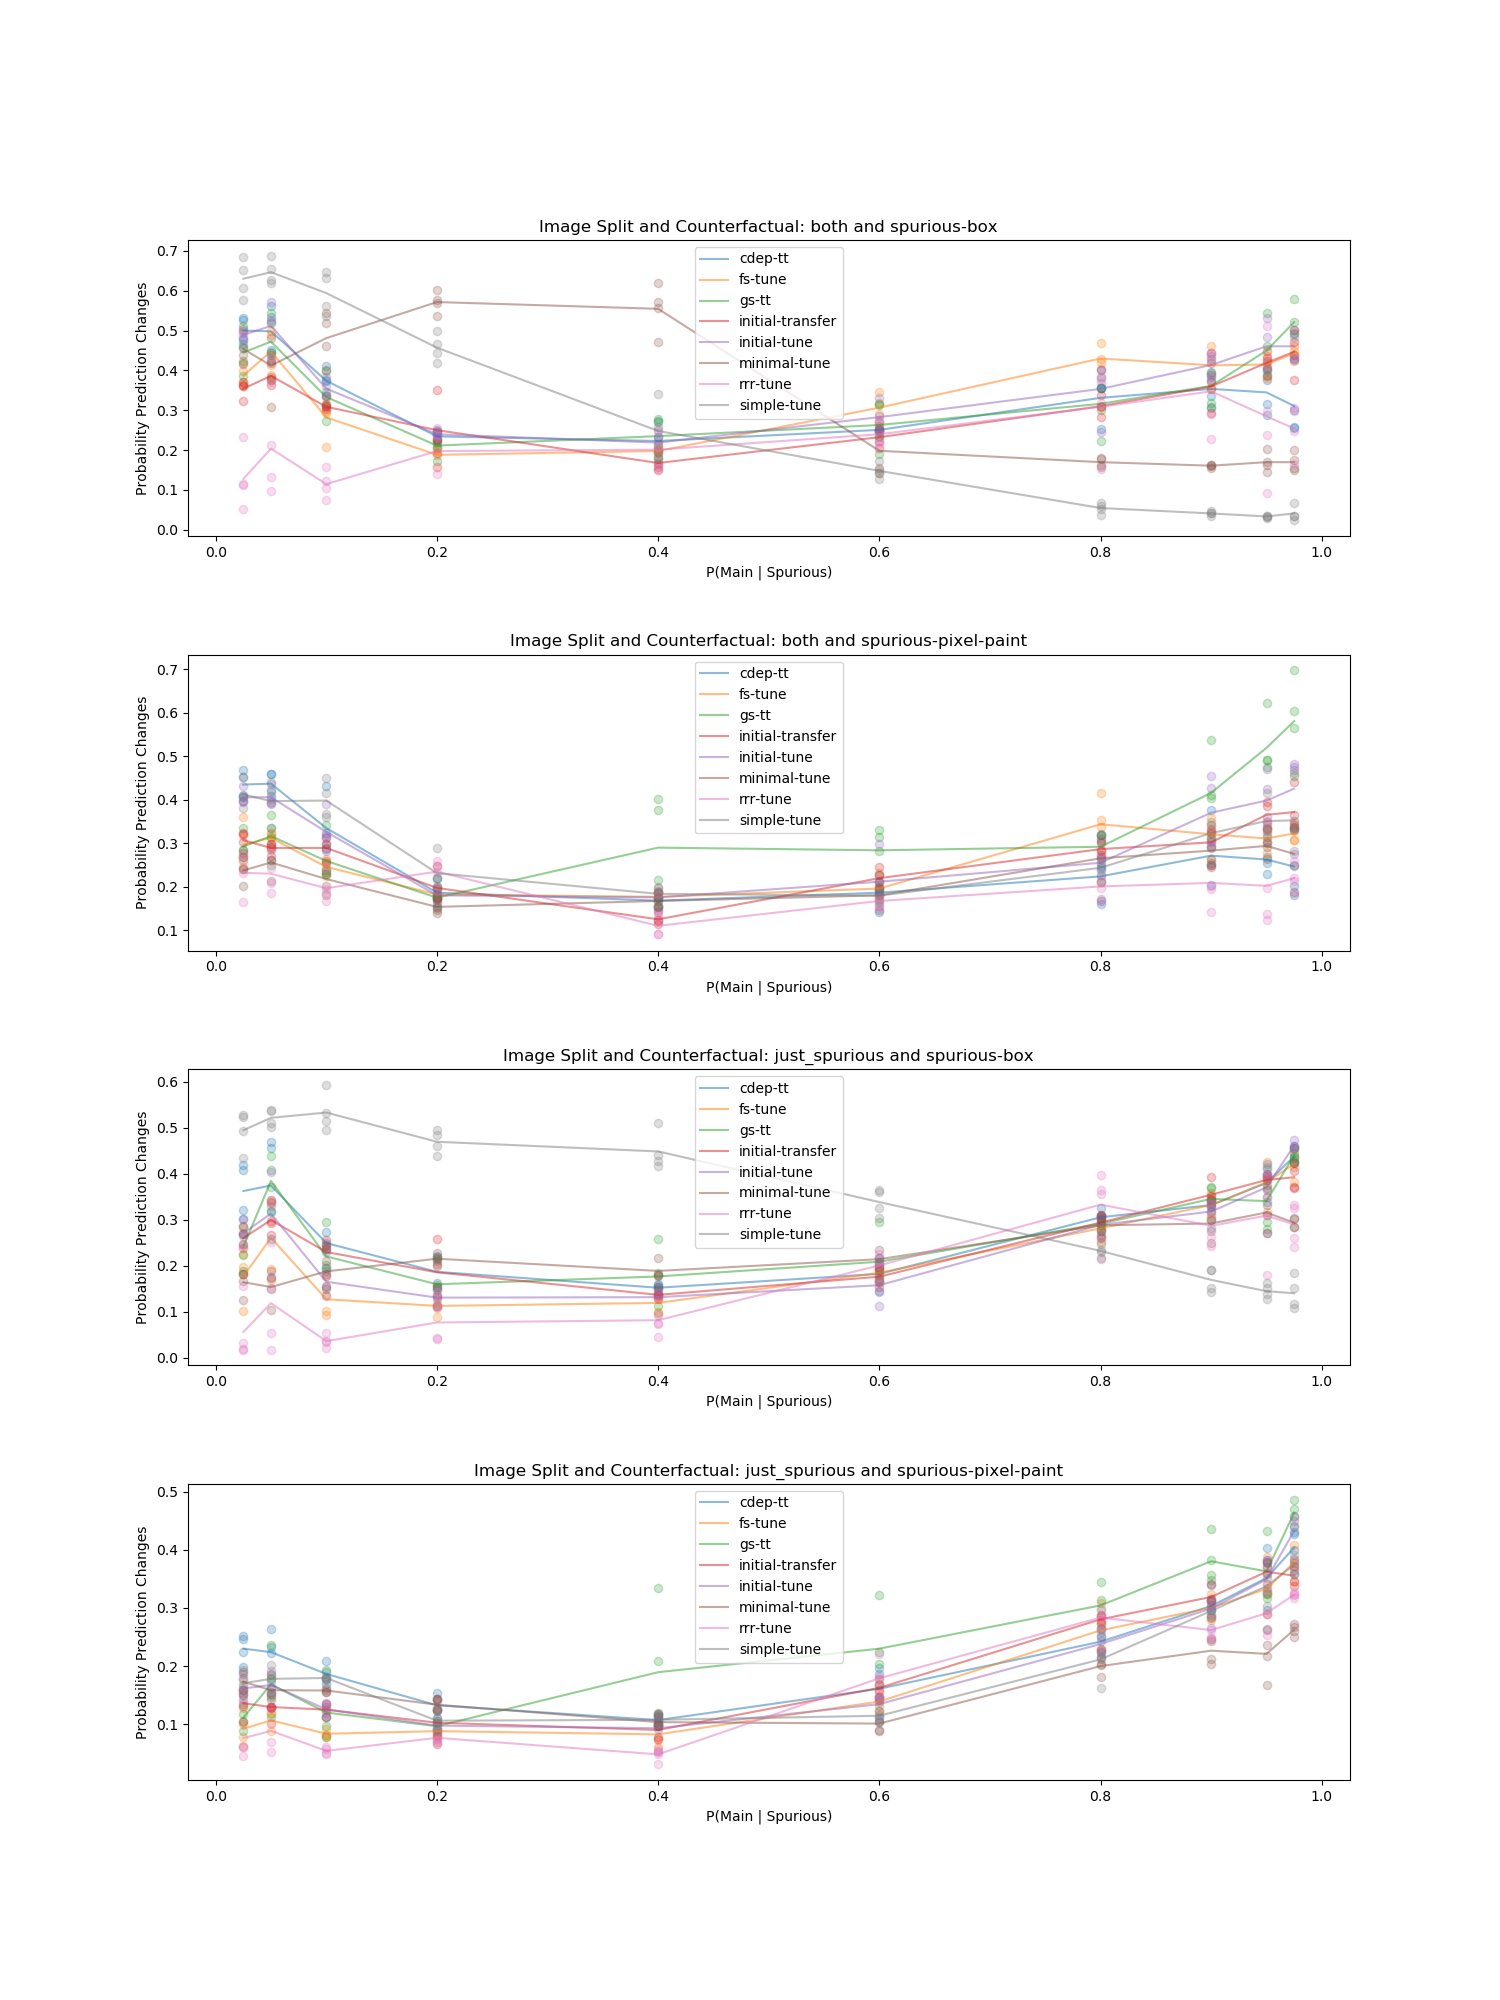 Image Split and Counterfactual: both and spurious-box
Probability Prediction Changes
0.7
0.6
0.5
0.4
0.3
0.2
0.1
0.0
cdep-tt
fs-tune
gs-tt
initial-transfer
initial-tune
minimal-tune
rrr-tune
simple-tune
0.0 0.2 0.4 0.6 0.8 1.0
P(Main | Spurious)
Image Split and Counterfactual: both and spurious-pixel-paint
Probability Prediction Changes
0.7
0.6
0.5
0.4
0.3
0.2
0.1
cdep-tt
fs-tune
gs-tt
initial-transfer
initial-tune
minimal-tune
rrr-tune
simple-tune
0.0 0.2 0.4 0.6 0.8 1.0
P(Main | Spurious)
Image Split and Counterfactual: just_spurious and spurious-box
Probability Prediction Changes
0.6
0.5
0.4
0.3
0.2
0.1
0.0
cdep-tt
fs-tune
gs-tt
initial-transfer
initial-tune
minimal-tune
rrr-tune
simple-tune
0.0 0.2 0.4 0.6 0.8 1.0
P(Main | Spurious)
Image Split and Counterfactual: just_spurious and spurious-pixel-paint
Probability Prediction Changes
0.5
0.4
0.3
0.2
0.1
cdep-tt
fs-tune
gs-tt
initial-transfer
initial-tune
minimal-tune
rrr-tune
simple-tune
0.0 0.2 0.4 0.6 0.8 1.0
P(Main | Spurious)